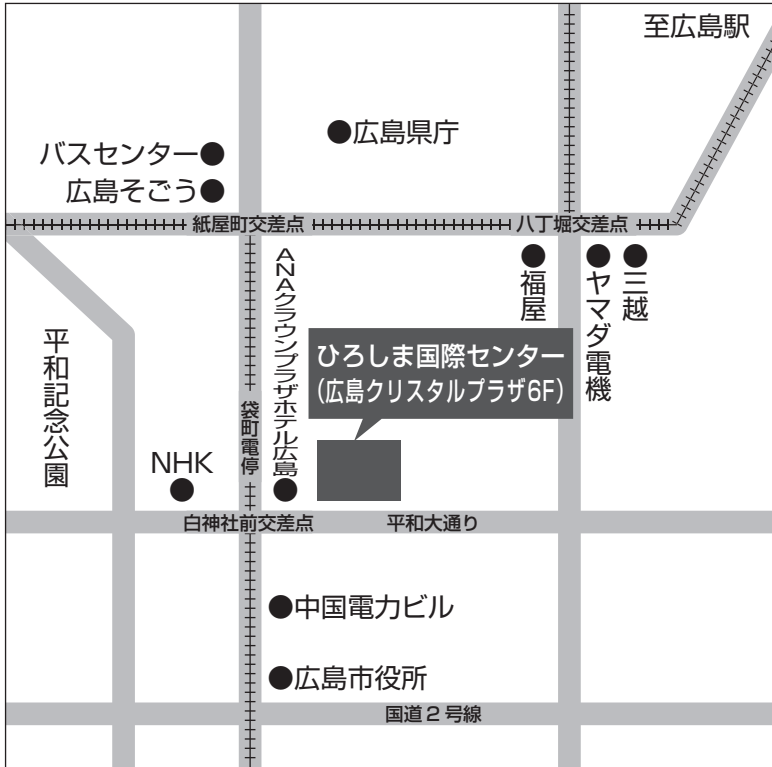 至広島駅
広島県庁
バスセンター
広島そごう
紙屋町交差点
八丁堀交差点
ANAクラウンプラザホテル広島
福屋
ヤマダ電機
三越
平和記念公園
ひろしま国際センター
(広島クリスタルプラザ6F)
袋町電停
NHK
白神社前交差点
平和大通り
中国電力ビル
広島市役所
国道2号線